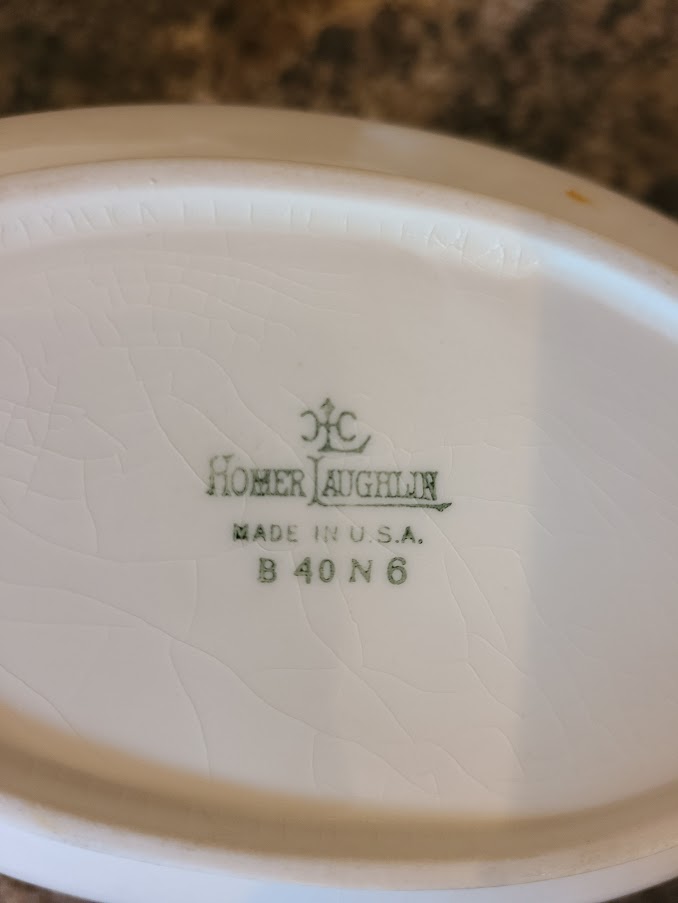 HLC
HOMER LAUGHLIN
MADE IN U.S.A.
B 40 N 6